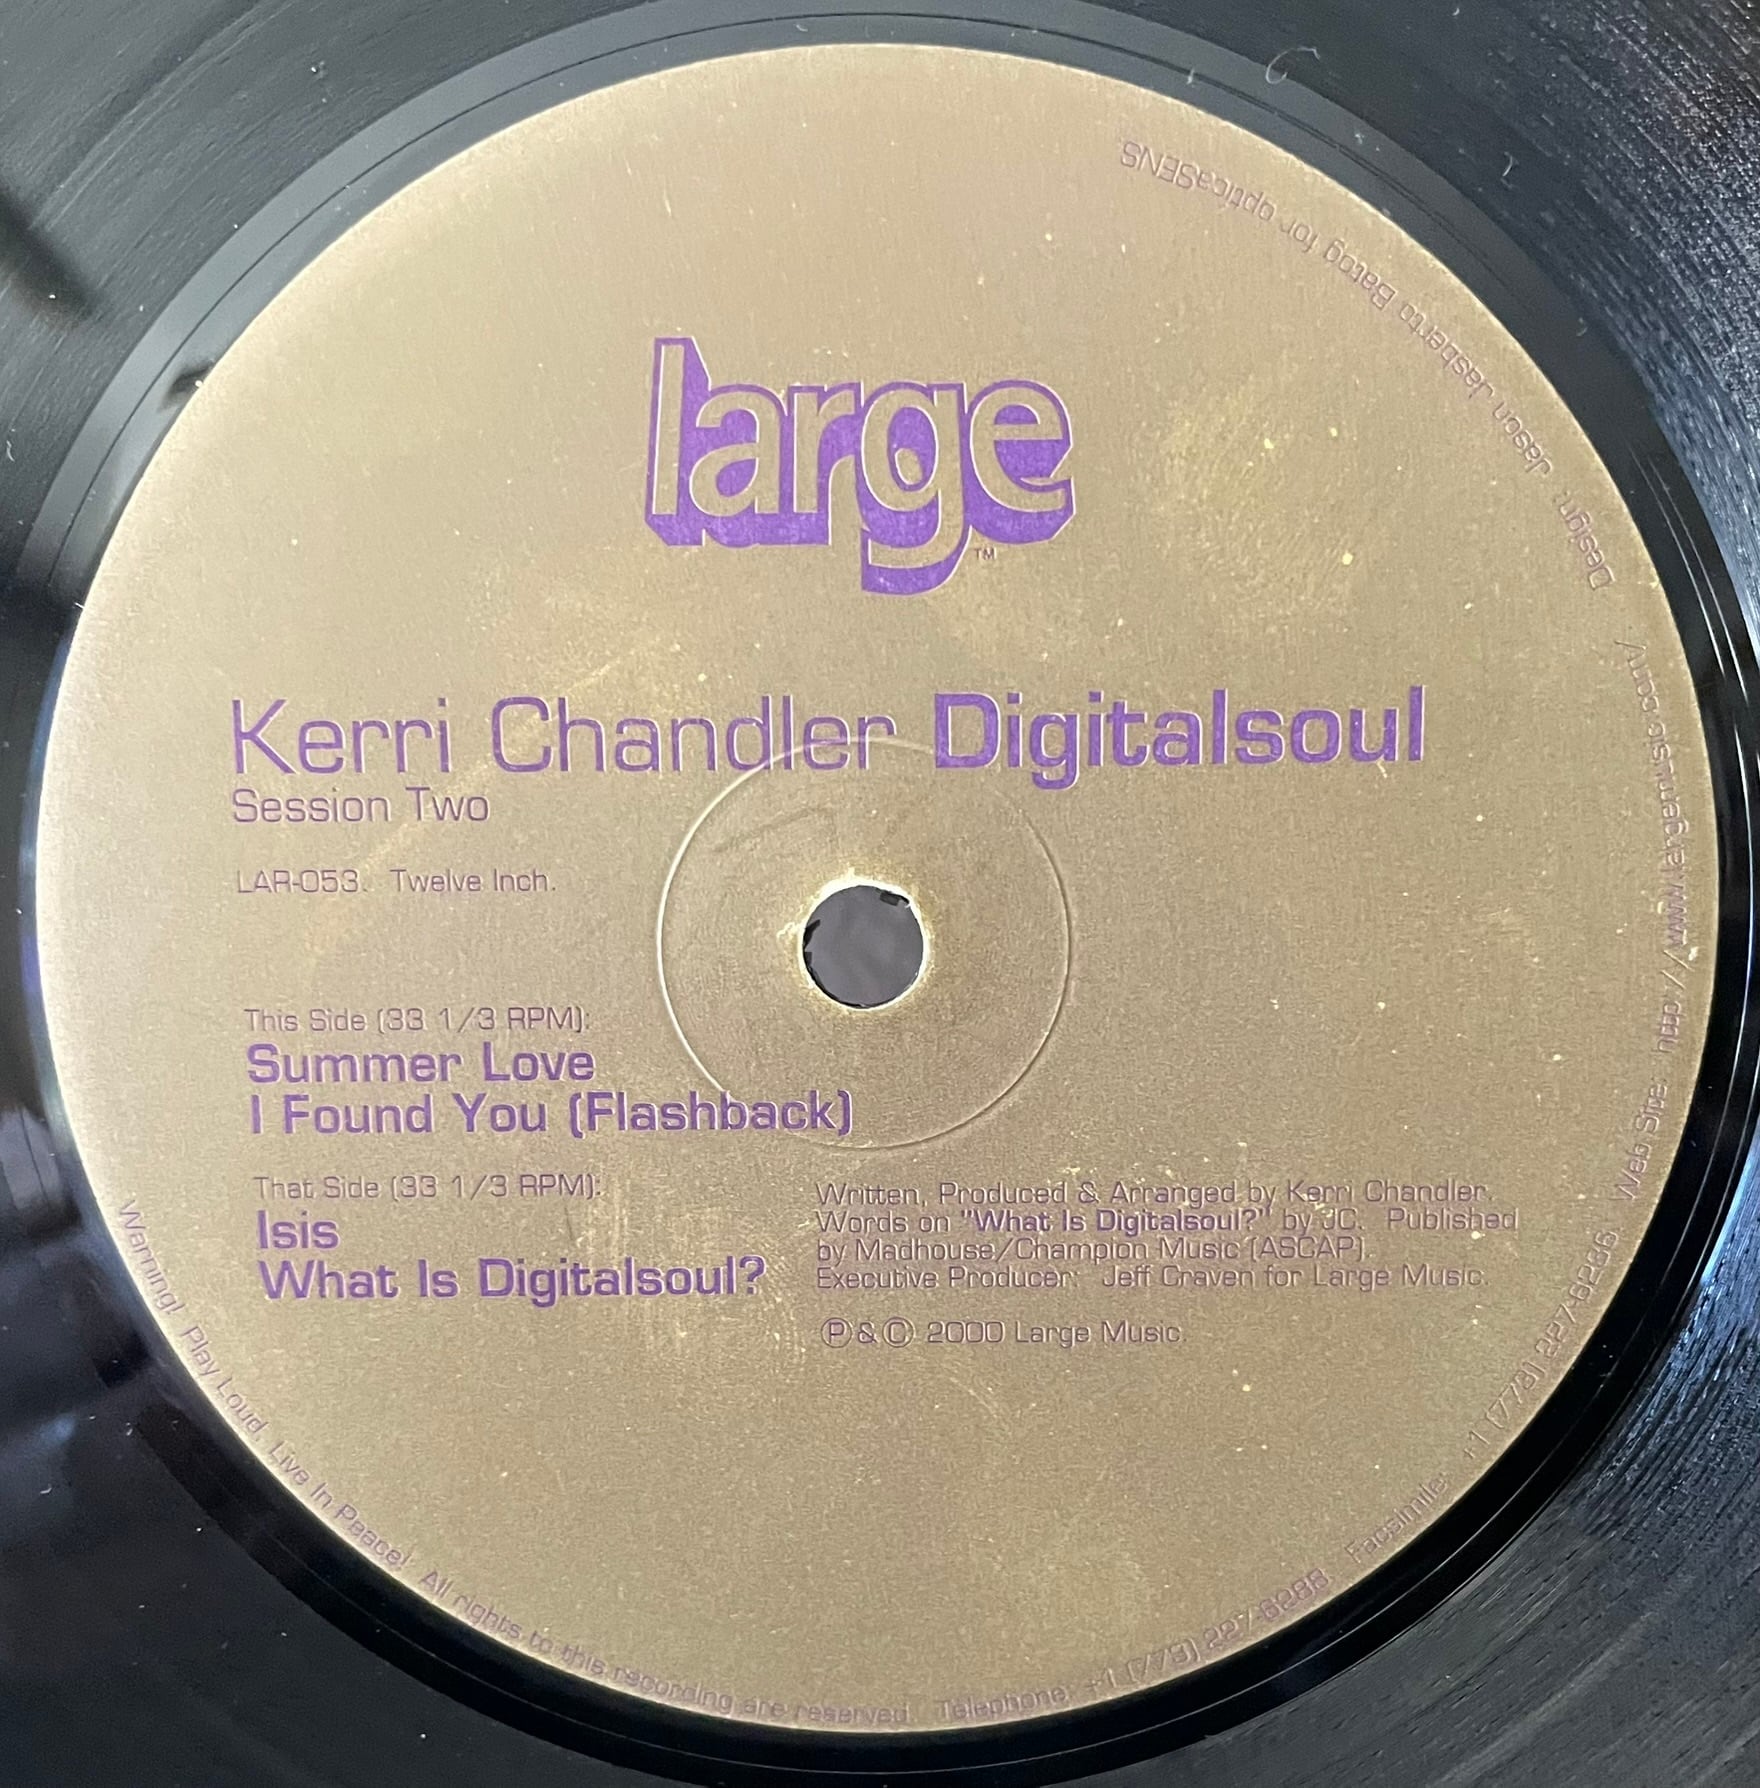 large
TM
Kerri Chandler Digitalsoul
Session Two
LAR-053. Twelve Inch.
This Side (33 1/3 RPM):
Summer Love
I Found You (Flashback)
That Side (33 1/3 RPM):
Isis
What Is Digitalsoul?
Written, Produced & Arranged by Kerri Chandler.
Words on "What Is Digitalsoul?" by JC. Published
by Madhouse/Champion Music (ASCAP).
Executive Producer: Jeff Craven for Large Music.
Ⓟ&Ⓒ 2000 Large Music.
Warning! Play Loud, Live In Peace! All rights to this recording are reserved. Telephone: +1 (773) 227-6288 Facsimile: +1 (773) 227-6286 Web Site: http://www.largemusic.com/ Design: Jason Jasberto Batog for opticaSENS.